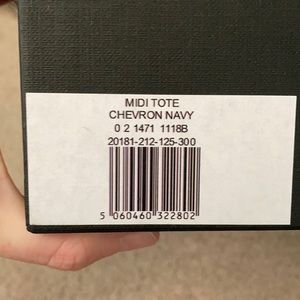 MIDI TOTE
CHEVRON NAVY
0 2 1471 1118B
20181-212-125-300
5 060460 322802